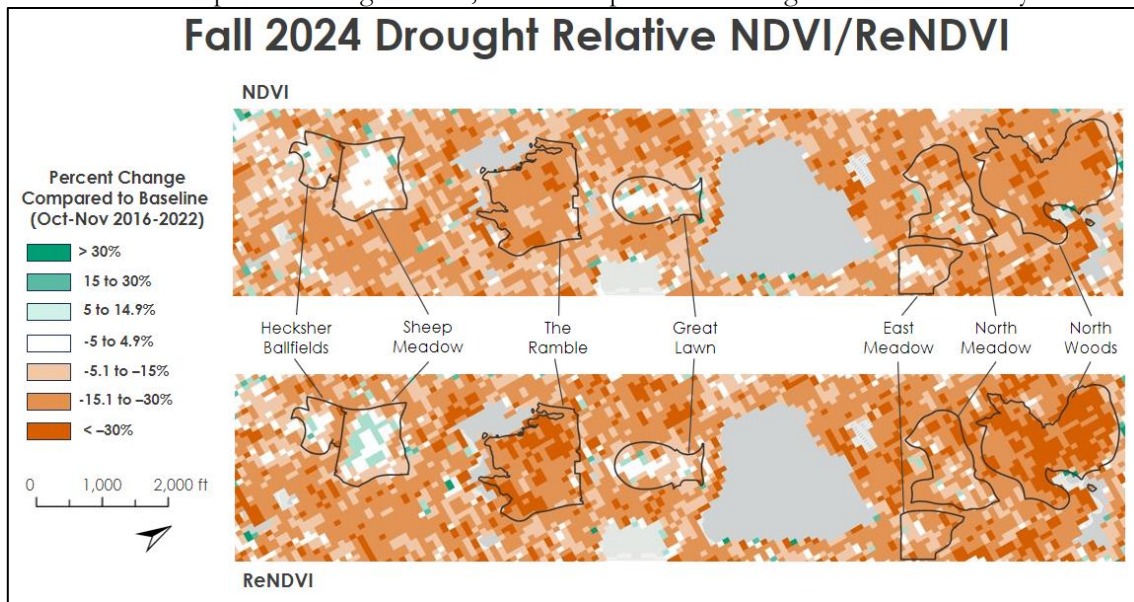 Fall 2024 Drought Relative NDVI/ReNDVI
NDVI
Percent Change
Compared to Baseline
(Oct-Nov 2016-2022)
> 30%
15 to 30%
5 to 14.9%
-5 to 4.9%
-5.1 to –15%
-15.1 to –30%
< –30%
0 1,000 2,000 ft
Hecksher
Ballfields
Sheep
Meadow
The
Ramble
Great
Lawn
East
Meadow
North
Meadow
North
Woods
ReNDVI